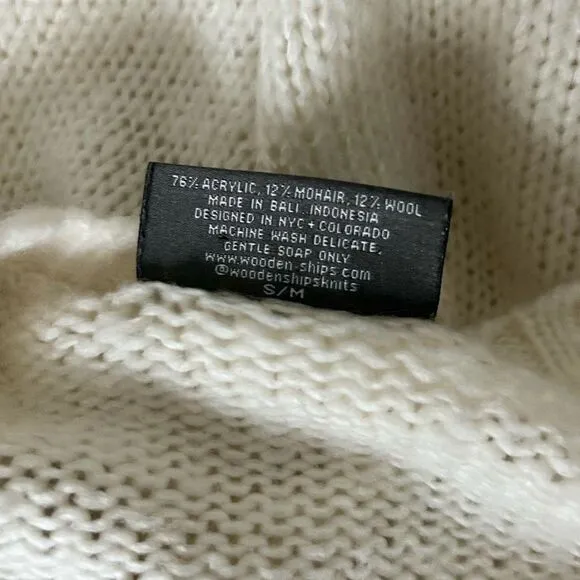 76% ACRYLIC, 12% MOHAIR, 12% WOOL
MADE IN BALI, INDONESIA
DESIGNED IN NYC + COLORADO
MACHINE WASH DELICATE.
GENTLE SOAP ONLY
WWW.WOODEN-SHIPS.COM
@WOODENSHIPSKNITS
S/M